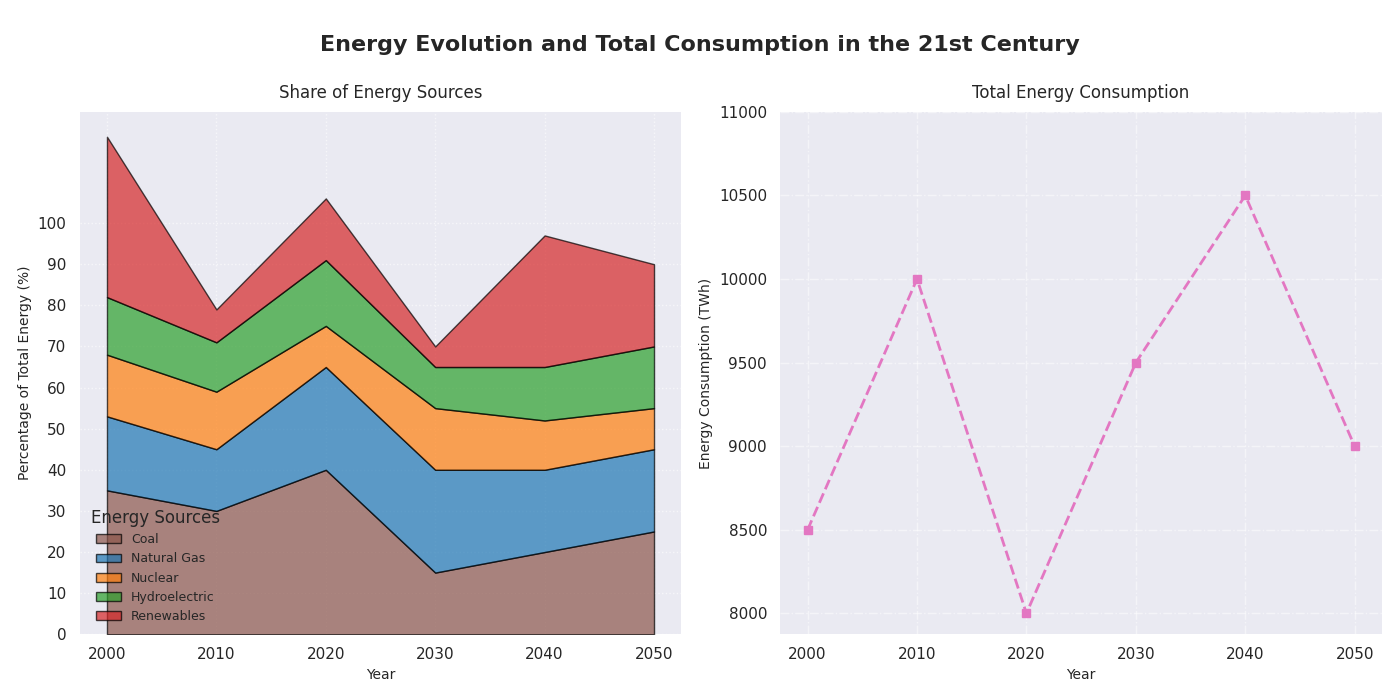 Energy Evolution and Total Consumption in the 21st Century
Share of Energy Sources
100
90
80
70
60
50
40
30
20
10
0
Percentage of Total Energy (%)
Energy Sources
Coal
Natural Gas
Nuclear
Hydroelectric
Renewables
2000 2010 2020 2030 2040 2050
Year
Total Energy Consumption
11000
10500
10000
9500
9000
8500
8000
Energy Consumption (TWh)
2000 2010 2020 2030 2040 2050
Year